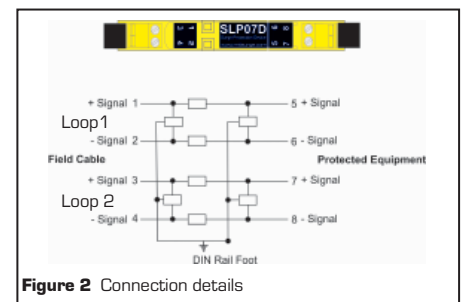 SLP07D
+ Signal 1 5 + Signal
Loop1
- Signal 2 6 - Signal
Field Cable Protected Equipment
+ Signal 3 7 + Signal
Loop 2
- Signal 4 8 - Signal
DIN Rail Foot
Figure 2 Connection details